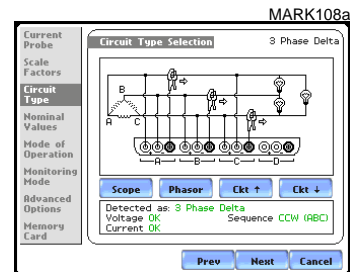 MARK108a
Current Probe
Circuit Type Selection
3 Phase Delta
Scale Factors
Circuit Type
Nominal Values
Mode of Operation
Monitoring Mode
Advanced Options
Memory Card
B
A
C
A
B
C
D
Scope
Phasor
Ckt ↑
Ckt ↓
Detected as: 3 Phase Delta
Voltage OK
Sequence CCW (ABC)
Current OK
Prev
Next
Cancel